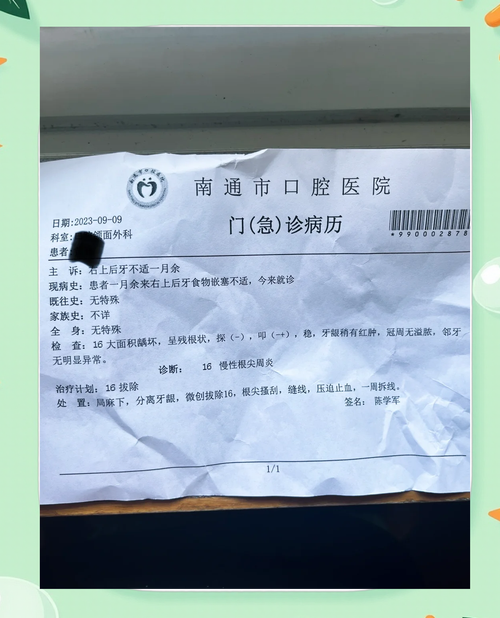 南通市口腔医院
门(急)诊病历
*9900002878
日期:2023-09-09
科室: 颌面外科
患者
主 诉: 右上后牙不适一月余
现病史: 患者一月余来右上后牙食物嵌塞不适, 今来就诊
既往史: 无特殊
家族史: 不详
全 身: 无特殊
检 查: 16 大面积龋坏, 呈残根状, 探(-), 叩(-+), 稳, 牙龈稍有红肿, 冠周无溢脓, 邻牙
无明显异常。
诊断: 16 慢性根尖周炎
治疗计划: 16 拔除
处 置: 局麻下, 分离牙龈, 微创拔除16, 根尖搔刮, 缝线, 压迫止血, 一周拆线。
签名: 陈学军
1/1